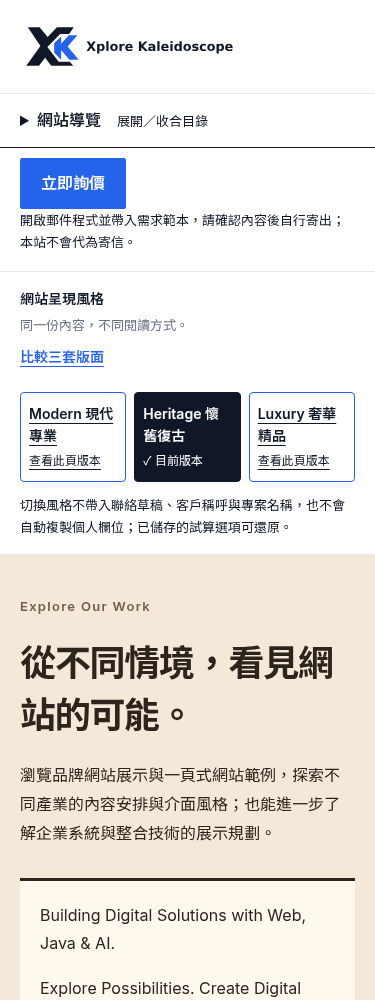 Xplore Kaleidoscope
▶ 網站導覽 展開／收合目錄
立即詢價
開啟郵件程式並帶入需求範本，請確認內容後自行寄出；
本站不會代為寄信。
網站呈現風格
同一份內容，不同閱讀方式。
比較三套版面
Modern 現代
專業
查看此頁版本
Heritage 懷
舊復古
✓ 目前版本
Luxury 奢華
精品
查看此頁版本
切換風格不帶入聯絡草稿、客戶稱呼與專案名稱，也不會
自動複製個人欄位；已儲存的試算選項可還原。
Explore Our Work
從不同情境，看見網
站的可能。
瀏覽品牌網站展示與一頁式網站範例，探索不
同產業的內容安排與介面風格；也能進一步了
解企業系統與整合技術的展示規劃。
Building Digital Solutions with Web,
Java & AI.
Explore Possibilities. Create Digital